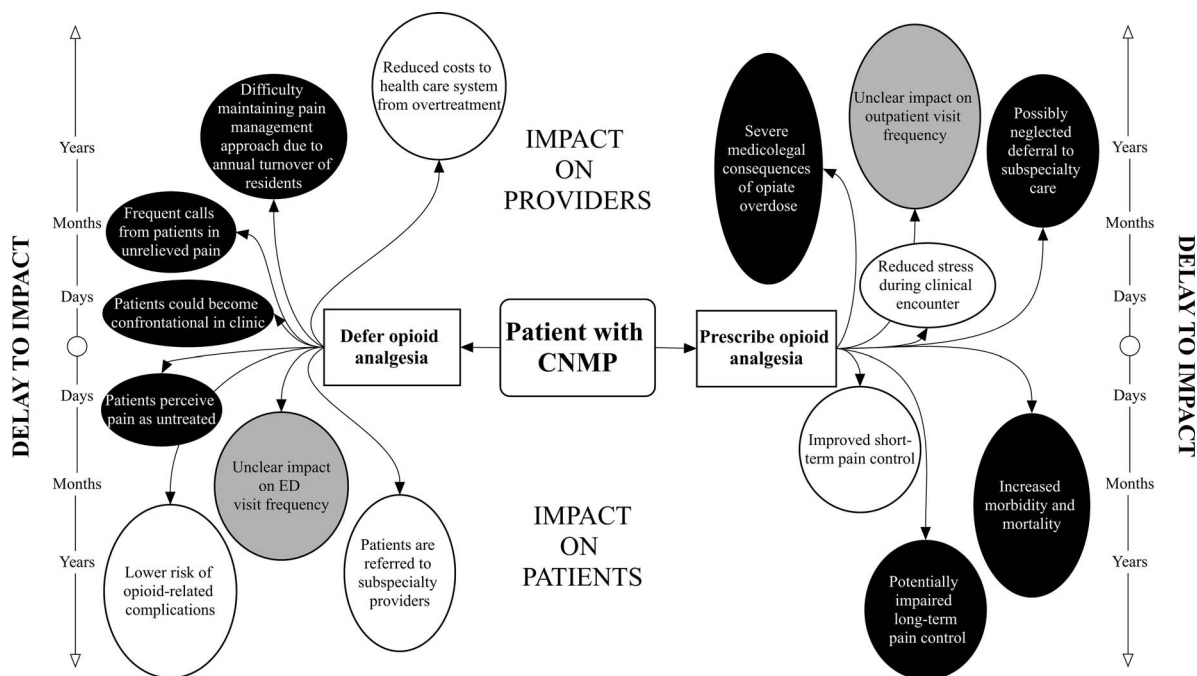 DELAY TO IMPACT
Years
Months
Days
Days
Months
Years
Difficulty
maintaining pain
management
approach due to
annual turnover of
residents
Reduced costs to
health care system
from overtreatment
Frequent calls
from patients in
unrelieved pain
Patients could become
confrontational in clinic
Patients perceive
pain as untreated
Lower risk of
opioid-related
complications
Unclear impact
on ED
visit frequency
Patients are
referred to
subspecialty
providers
Defer opioid
analgesia
IMPACT
ON
PROVIDERS
Patient with
CNMP
IMPACT
ON
PATIENTS
Prescribe opioid
analgesia
Severe
medicolegal
consequences
of opiate
overdose
Unclear impact on
outpatient visit
frequency
Possibly
neglected
deferral to
subspecialty
care
Reduced stress
during clinical
encounter
Improved short-
term pain control
Potentially
impaired
long-term
pain control
Increased
morbidity and
mortality
Years
Months
Days
Days
Months
Years
DELAY TO IMPACT